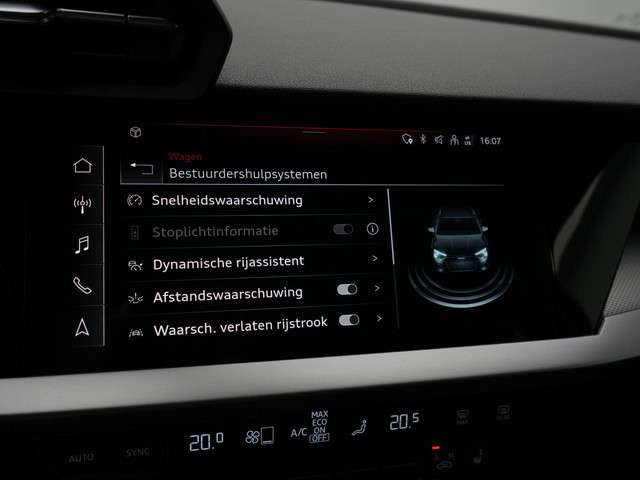 16:07
Wagen
Bestuurdershulpsystemen
Snelheidswaarschuwing
Stoplichtinformatie
Dynamische rijassistent
Afstandswaarschuwing
Waarsch. verlaten rijstrook
20.0
A/C
MAX
ECO
ON
OFF
20.5
AUTO
SYNC
MAX